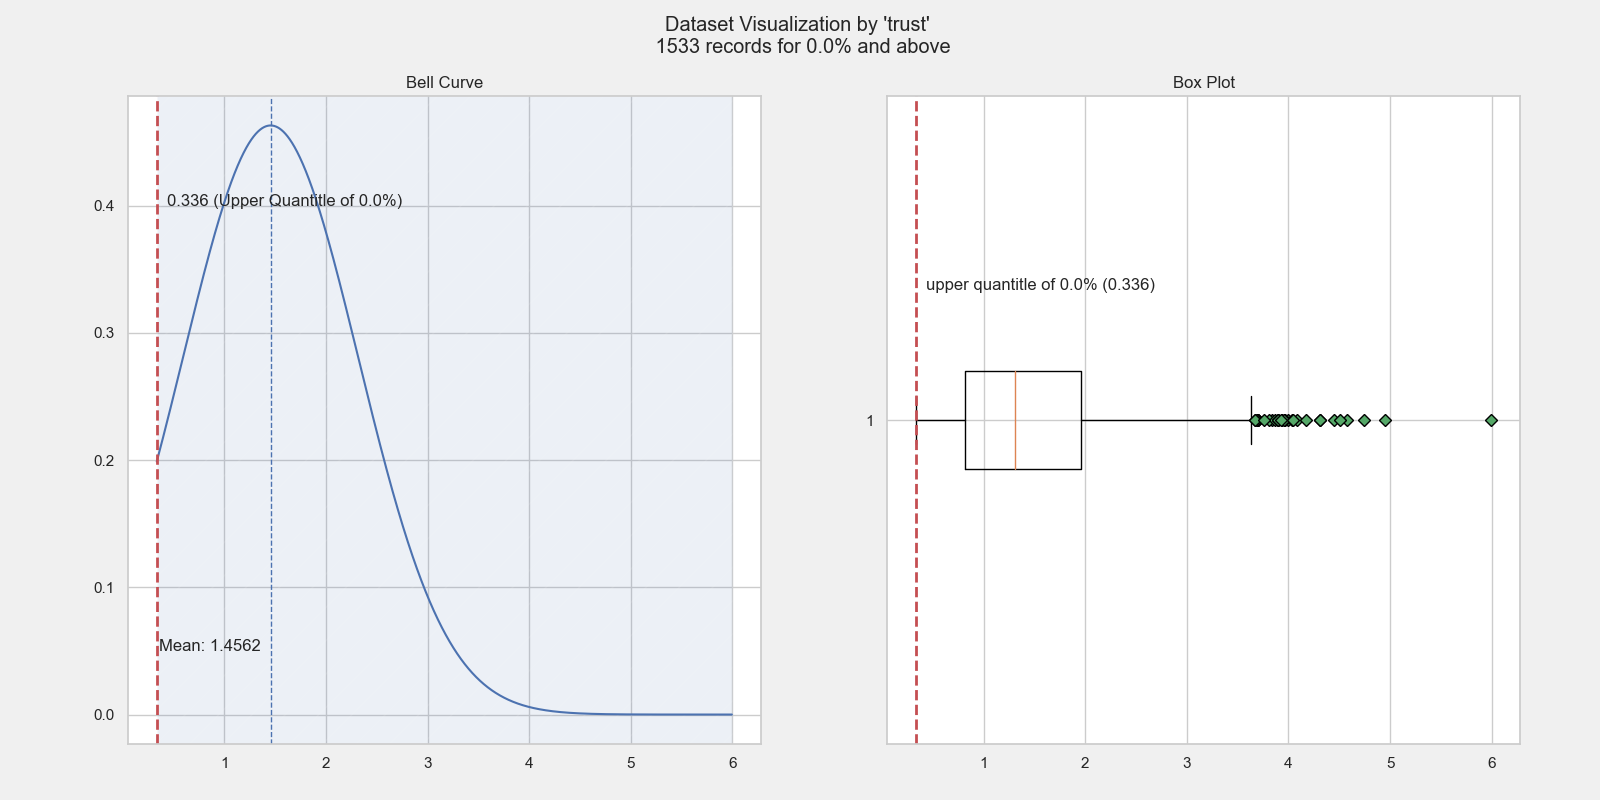 Dataset Visualization by 'trust'
1533 records for 0.0% and above
Bell Curve
0.4
0.3
0.2
0.1
0.0
0.336 (Upper Quantitle of 0.0%)
Mean: 1.4562
1 2 3 4 5 6
Box Plot
upper quantitle of 0.0% (0.336)
1
1 2 3 4 5 6